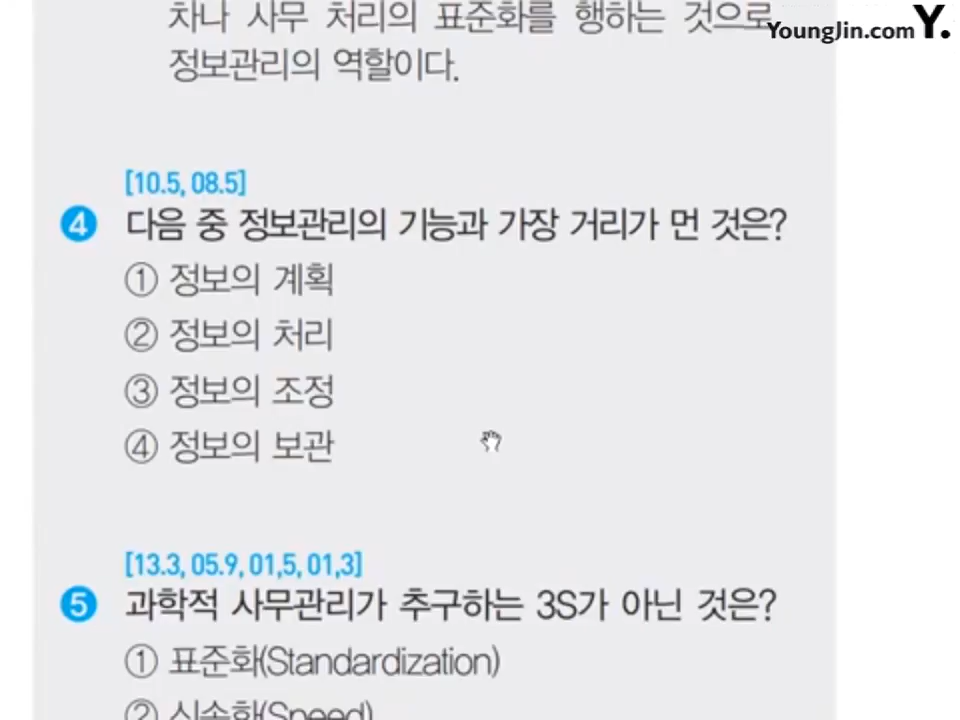 차나 사무 처리의 표준화를 행하는 것으로
YoungJin.com Y.
정보관리의 역할이다.
[10.5, 08.5]
4 다음 중 정보관리의 기능과 가장 거리가 먼 것은?
① 정보의 계획
② 정보의 처리
③ 정보의 조정
④ 정보의 보관
[13.3, 05.9, 01,5, 01,3]
5 과학적 사무관리가 추구하는 3S가 아닌 것은?
① 표준화(Standardization)
② 신속화(Speed)